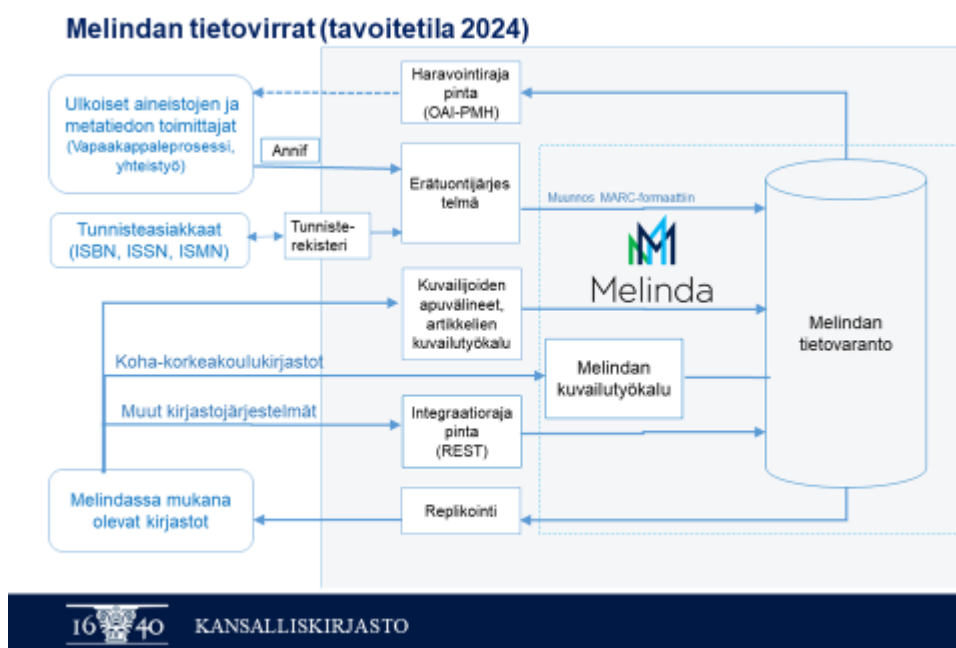 Melindan tietovirrat (tavoitetila 2024)
Haravointiraja
pinta
(OAI-PMH)
Ulkoiset aineistojen ja
metatiedon toimittajat
(Vapaakappaleprosessi,
yhteistyö)
Annif
Erätuontijärjes
telmä
Muunnos MARC-formaattiin
Tunnisteasiakkaat
(ISBN, ISSN, ISMN)
Tunniste-
rekisteri
Melinda
Kuvailijoiden
apuvälineet,
artikkelien
kuvailutyökalu
Melindan
tietovaranto
Koha-korkeakoulukirjastot
Melindan
kuvailutyökalu
Muut kirjastojärjestelmät
Integraatioraja
pinta
(REST)
Melindassa mukana
olevat kirjastot
Replikointi
1640 KANSALLISKIRJASTO